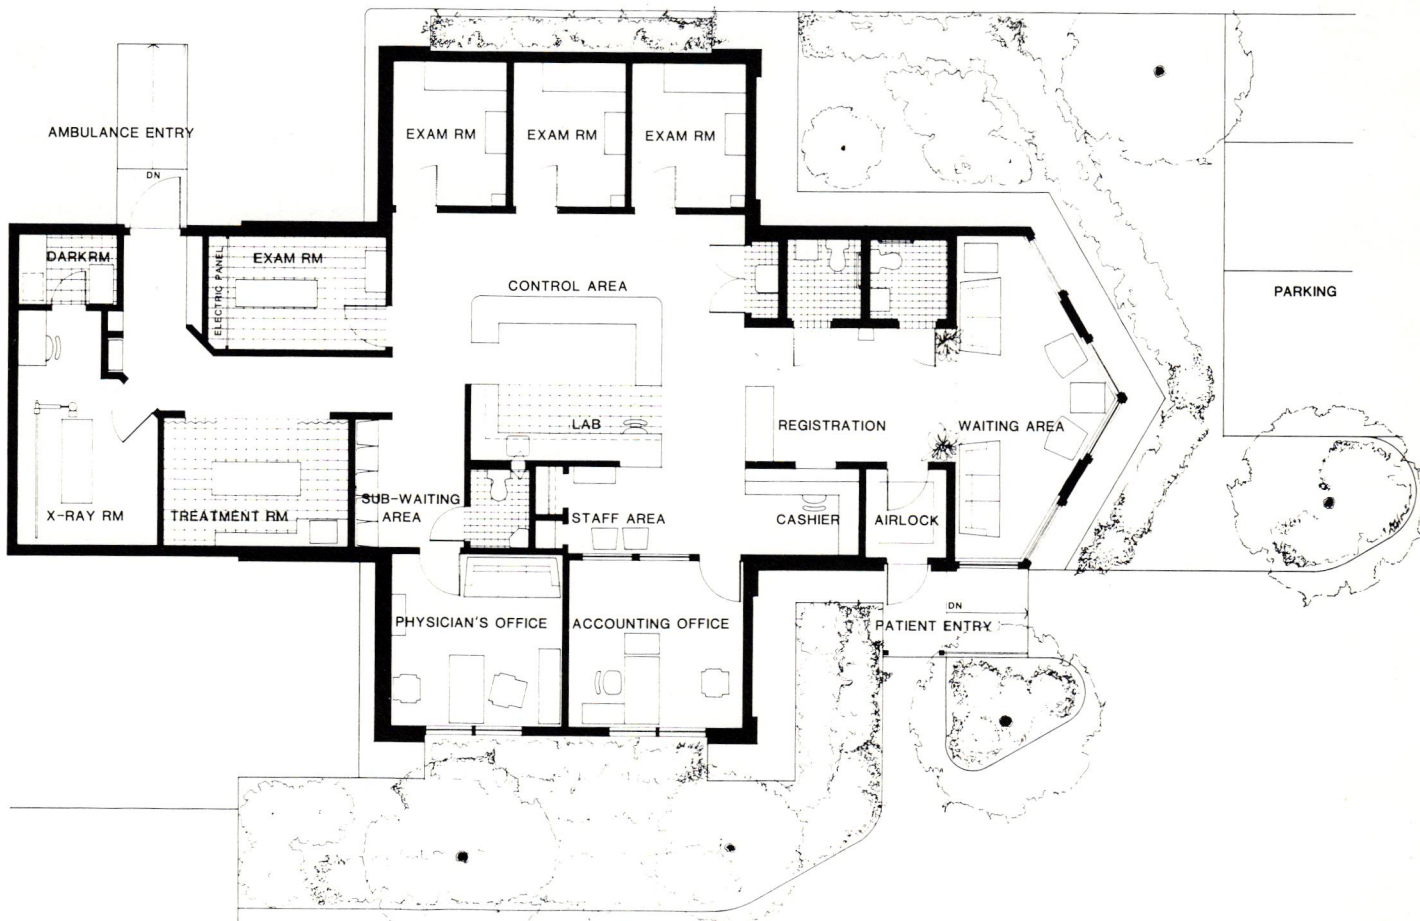 AMBULANCE ENTRY
DN
EXAM RM
EXAM RM
EXAM RM
DARKRM
ELECTRIC PANEL
EXAM RM
CONTROL AREA
PARKING
LAB
REGISTRATION
WAITING AREA
X-RAY RM
TREATMENT RM
SUB-WAITING
AREA
STAFF AREA
CASHIER
AIRLOCK
PHYSICIAN'S OFFICE
ACCOUNTING OFFICE
DN
PATIENT ENTRY